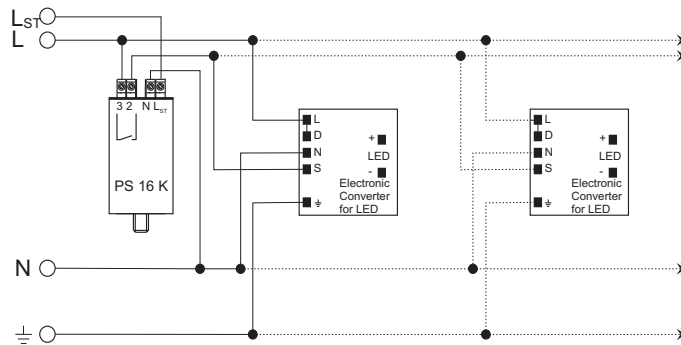 LST
L
3 2 N LST
PS 16 K
L
D
N
S
⏚
+
LED
-
Electronic
Converter
for LED
L
D
N
S
⏚
+
LED
-
Electronic
Converter
for LED
N
⏚